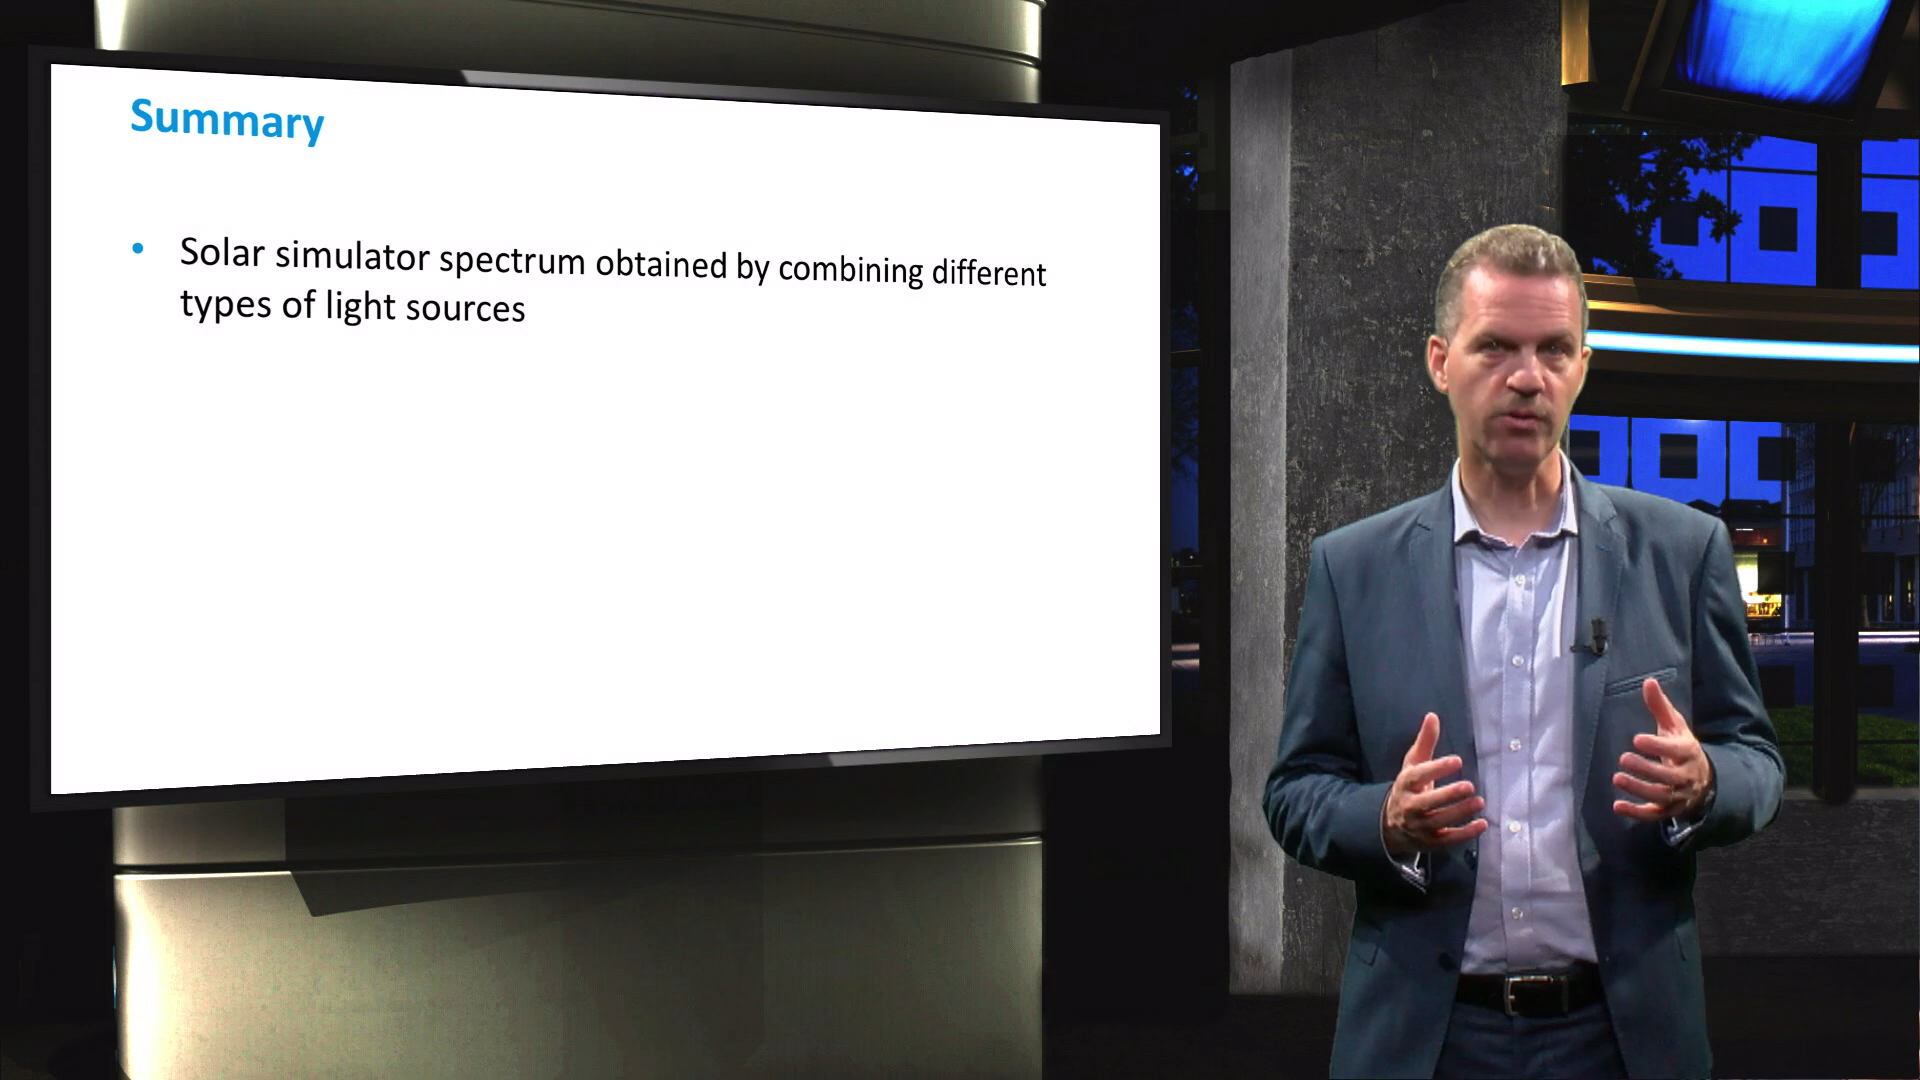 Summary
• Solar simulator spectrum obtained by combining different
types of light sources